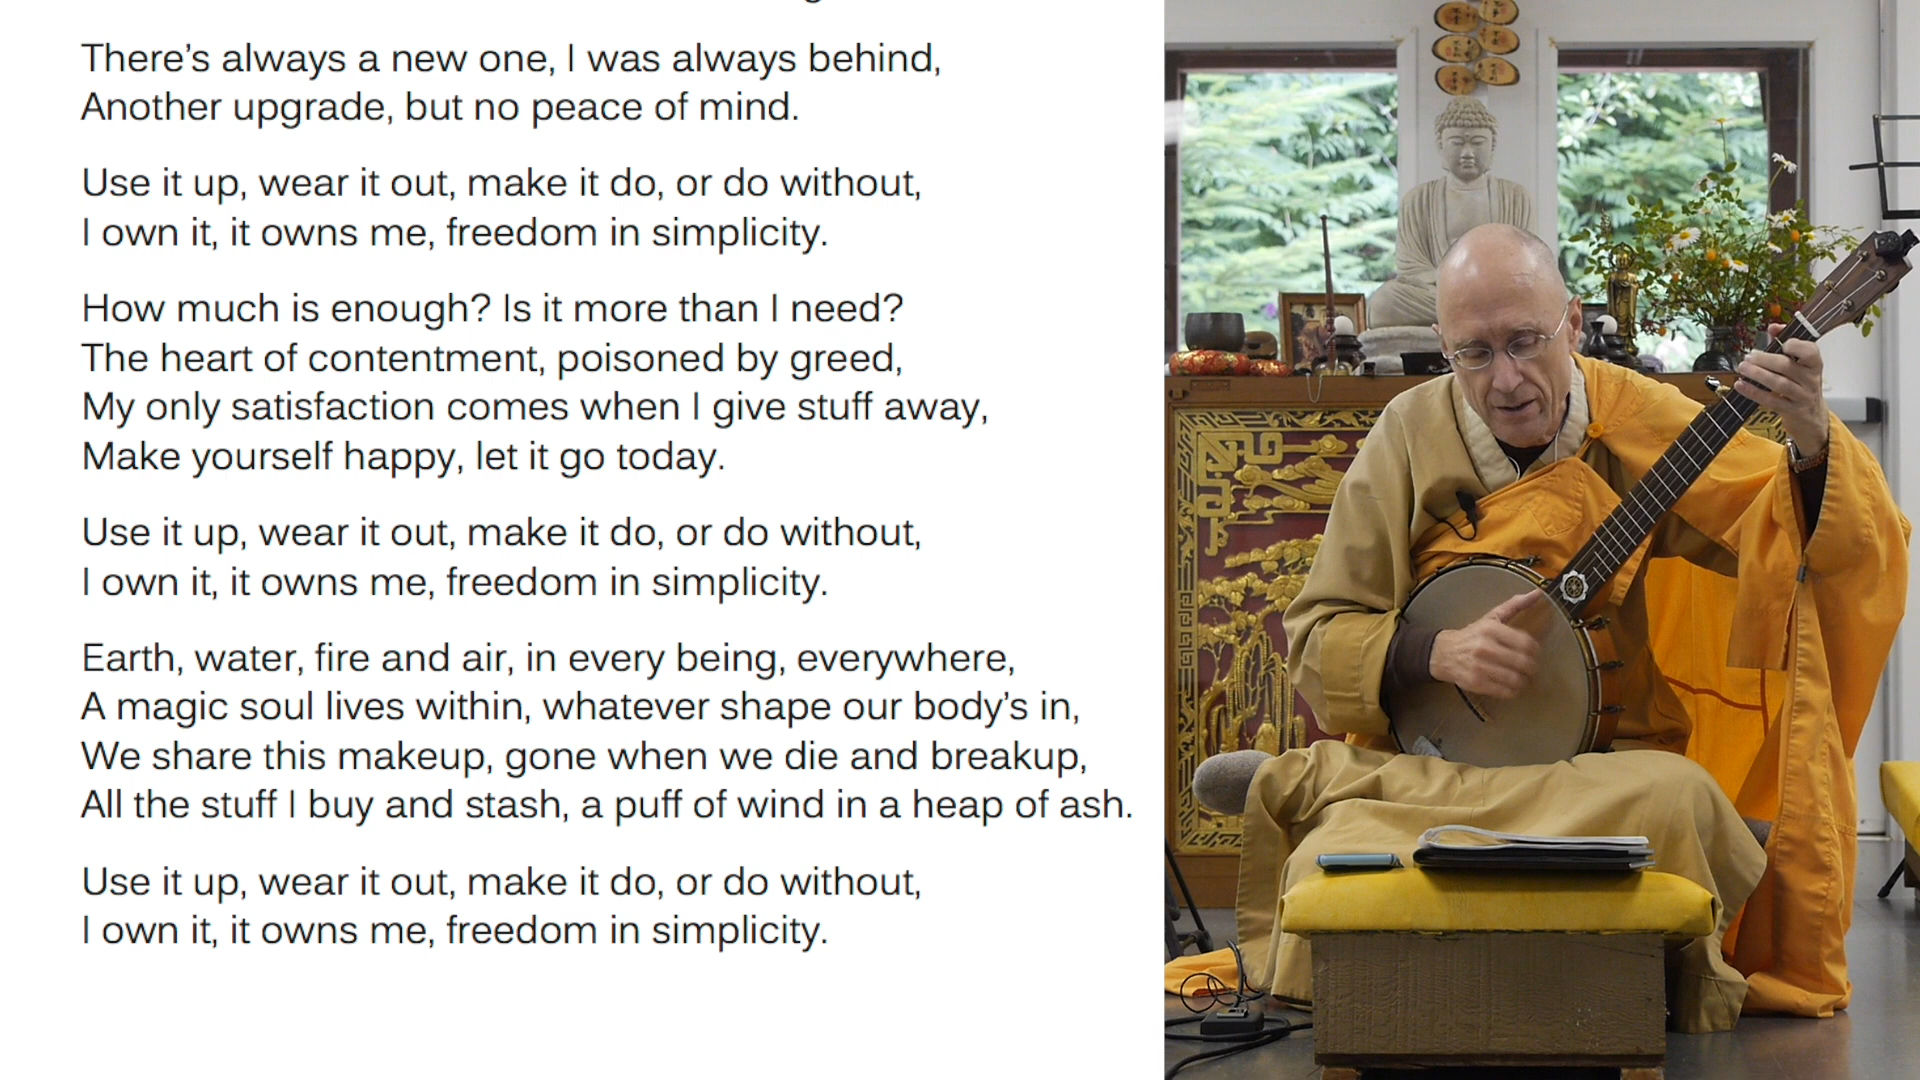 There's always a new one, I was always behind,
Another upgrade, but no peace of mind.
Use it up, wear it out, make it do, or do without,
I own it, it owns me, freedom in simplicity.
How much is enough? Is it more than I need?
The heart of contentment, poisoned by greed,
My only satisfaction comes when I give stuff away,
Make yourself happy, let it go today.
Use it up, wear it out, make it do, or do without,
I own it, it owns me, freedom in simplicity.
Earth, water, fire and air, in every being, everywhere,
A magic soul lives within, whatever shape our body's in,
We share this makeup, gone when we die and breakup,
All the stuff I buy and stash, a puff of wind in a heap of ash.
Use it up, wear it out, make it do, or do without,
I own it, it owns me, freedom in simplicity.